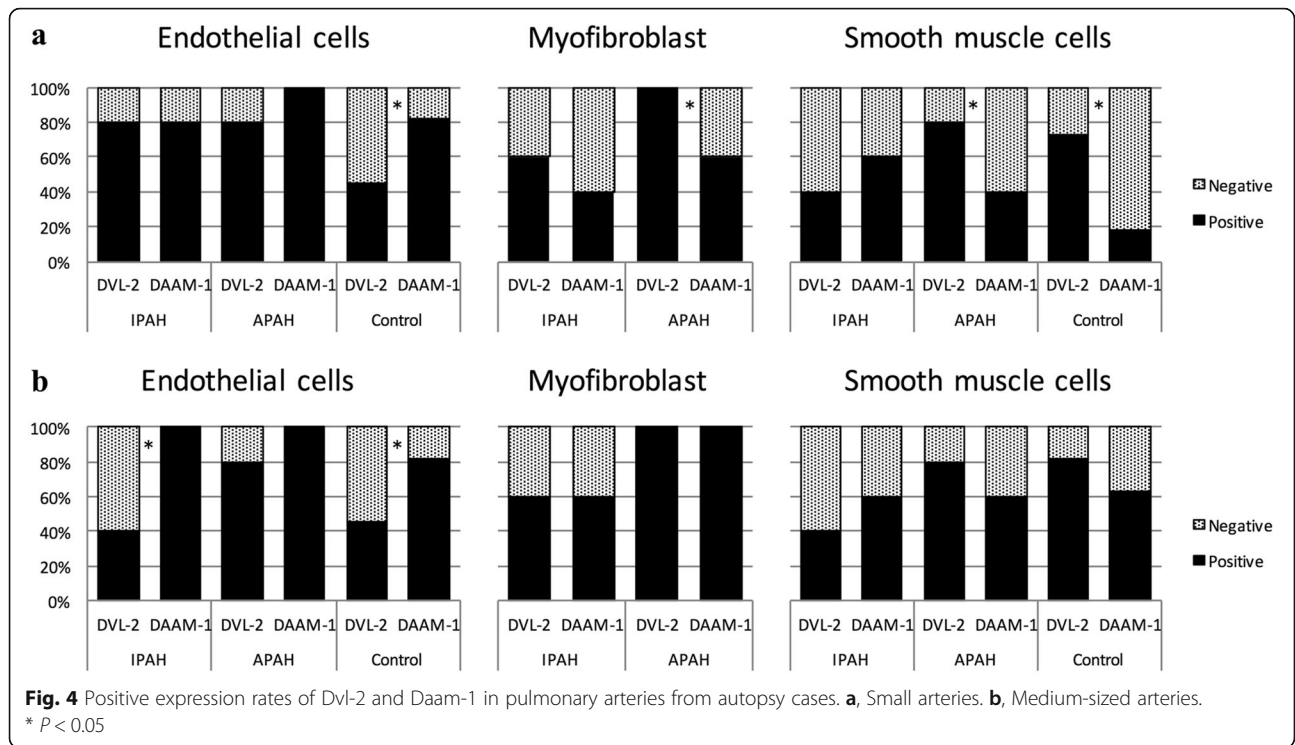 a Endothelial cells Myofibroblast Smooth muscle cells
100%
80%
60%
40%
20%
0%
* * * *
Negative
Positive
DVL-2 DAAM-1 DVL-2 DAAM-1 DVL-2 DAAM-1 DVL-2 DAAM-1 DVL-2 DAAM-1 DVL-2 DAAM-1 DVL-2 DAAM-1 DVL-2 DAAM-1
IPAH APAH Control IPAH APAH IPAH APAH Control
b Endothelial cells Myofibroblast Smooth muscle cells
100%
80%
60%
40%
20%
0%
* *
Negative
Positive
DVL-2 DAAM-1 DVL-2 DAAM-1 DVL-2 DAAM-1 DVL-2 DAAM-1 DVL-2 DAAM-1 DVL-2 DAAM-1 DVL-2 DAAM-1 DVL-2 DAAM-1
IPAH APAH Control IPAH APAH IPAH APAH Control
Fig. 4 Positive expression rates of Dvl-2 and Daam-1 in pulmonary arteries from autopsy cases. a, Small arteries. b, Medium-sized arteries.
* P < 0.05